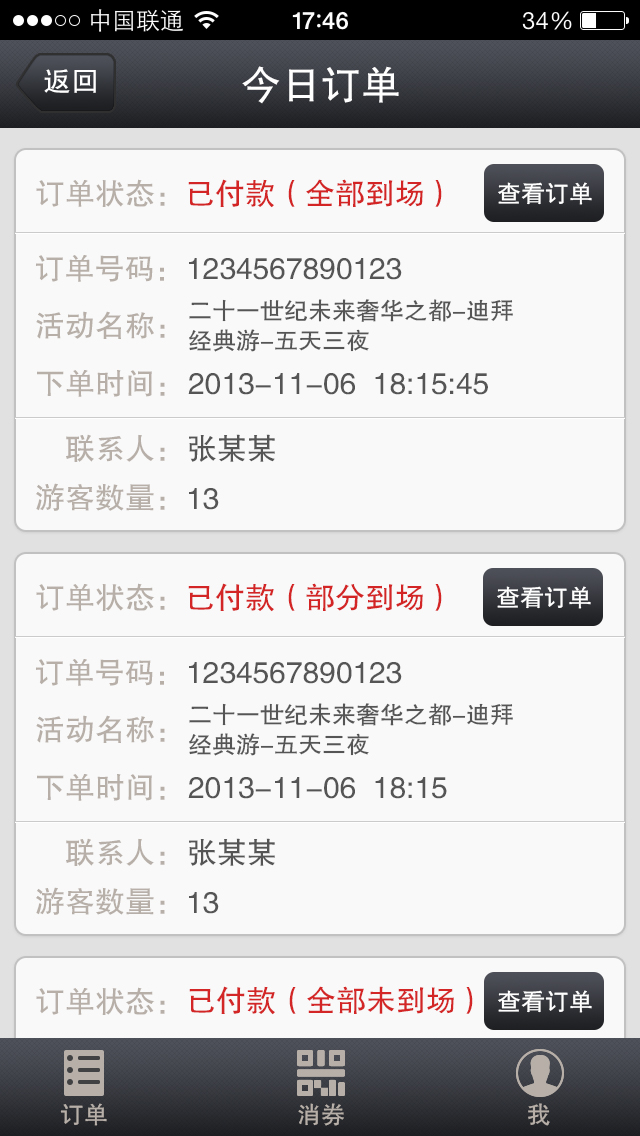 中国联通 17:46 34%
返回 今日订单
订单状态： 已付款（全部到场） 查看订单
订单号码： 1234567890123
活动名称： 二十一世纪未来奢华之都-迪拜
经典游-五天三夜
下单时间： 2013-11-06 18:15:45
联系人： 张某某
游客数量： 13
订单状态： 已付款（部分到场） 查看订单
订单号码： 1234567890123
活动名称： 二十一世纪未来奢华之都-迪拜
经典游-五天三夜
下单时间： 2013-11-06 18:15
联系人： 张某某
游客数量： 13
订单状态： 已付款（全部未到场） 查看订单
订单 消券 我